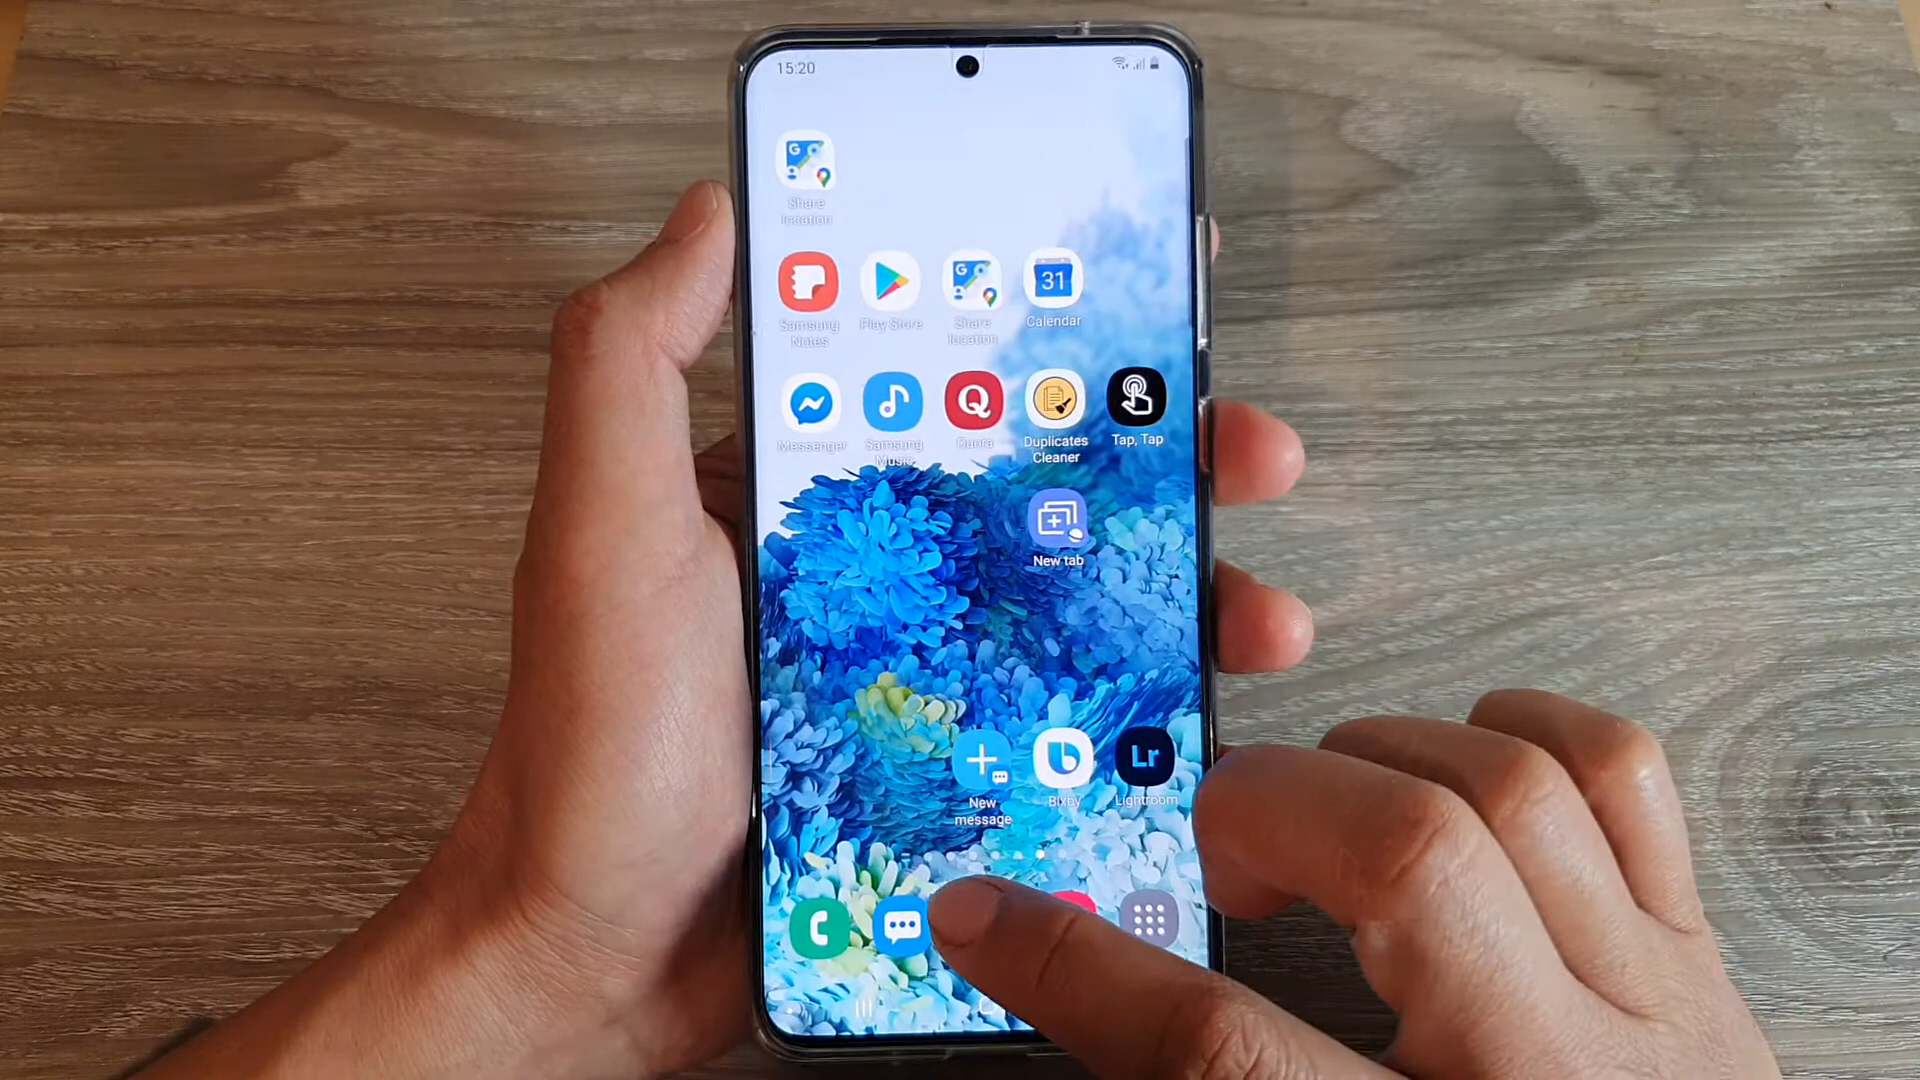 15:20
Share
location
Samsung
Notes
Play Store
G
Share
location
31
Calendar
Messenger
Samsung
Music
Q
Quora
Duplicates
Cleaner
Tap, Tap
New tab
New
message
Bixby
Lr
Lightroom